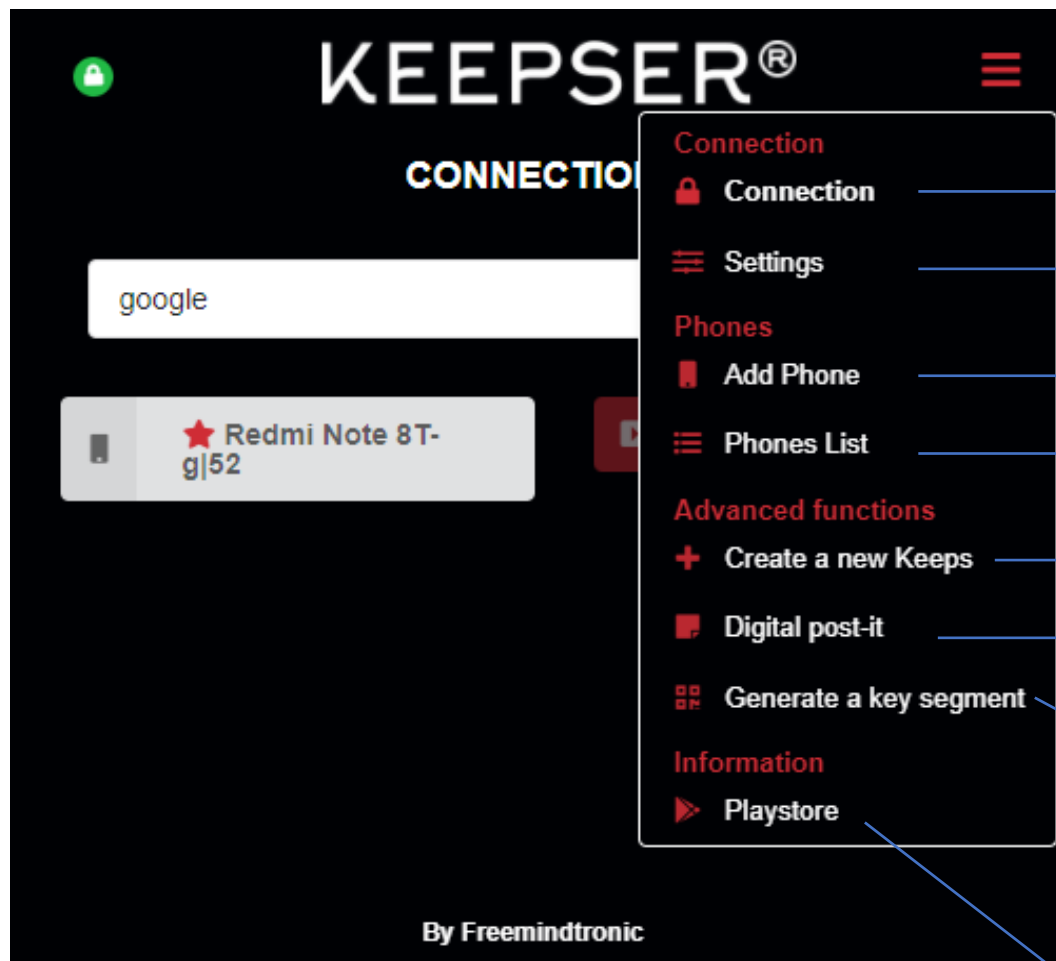 KEEPSER®
CONNECTIO
google
Redmi Note 8T-
g|52
Connection
Connection
Settings
Phones
Add Phone
Phones List
Advanced functions
Create a new Keeps
Digital post-it
Generate a key segment
Information
Playstore
By Freemindtronic